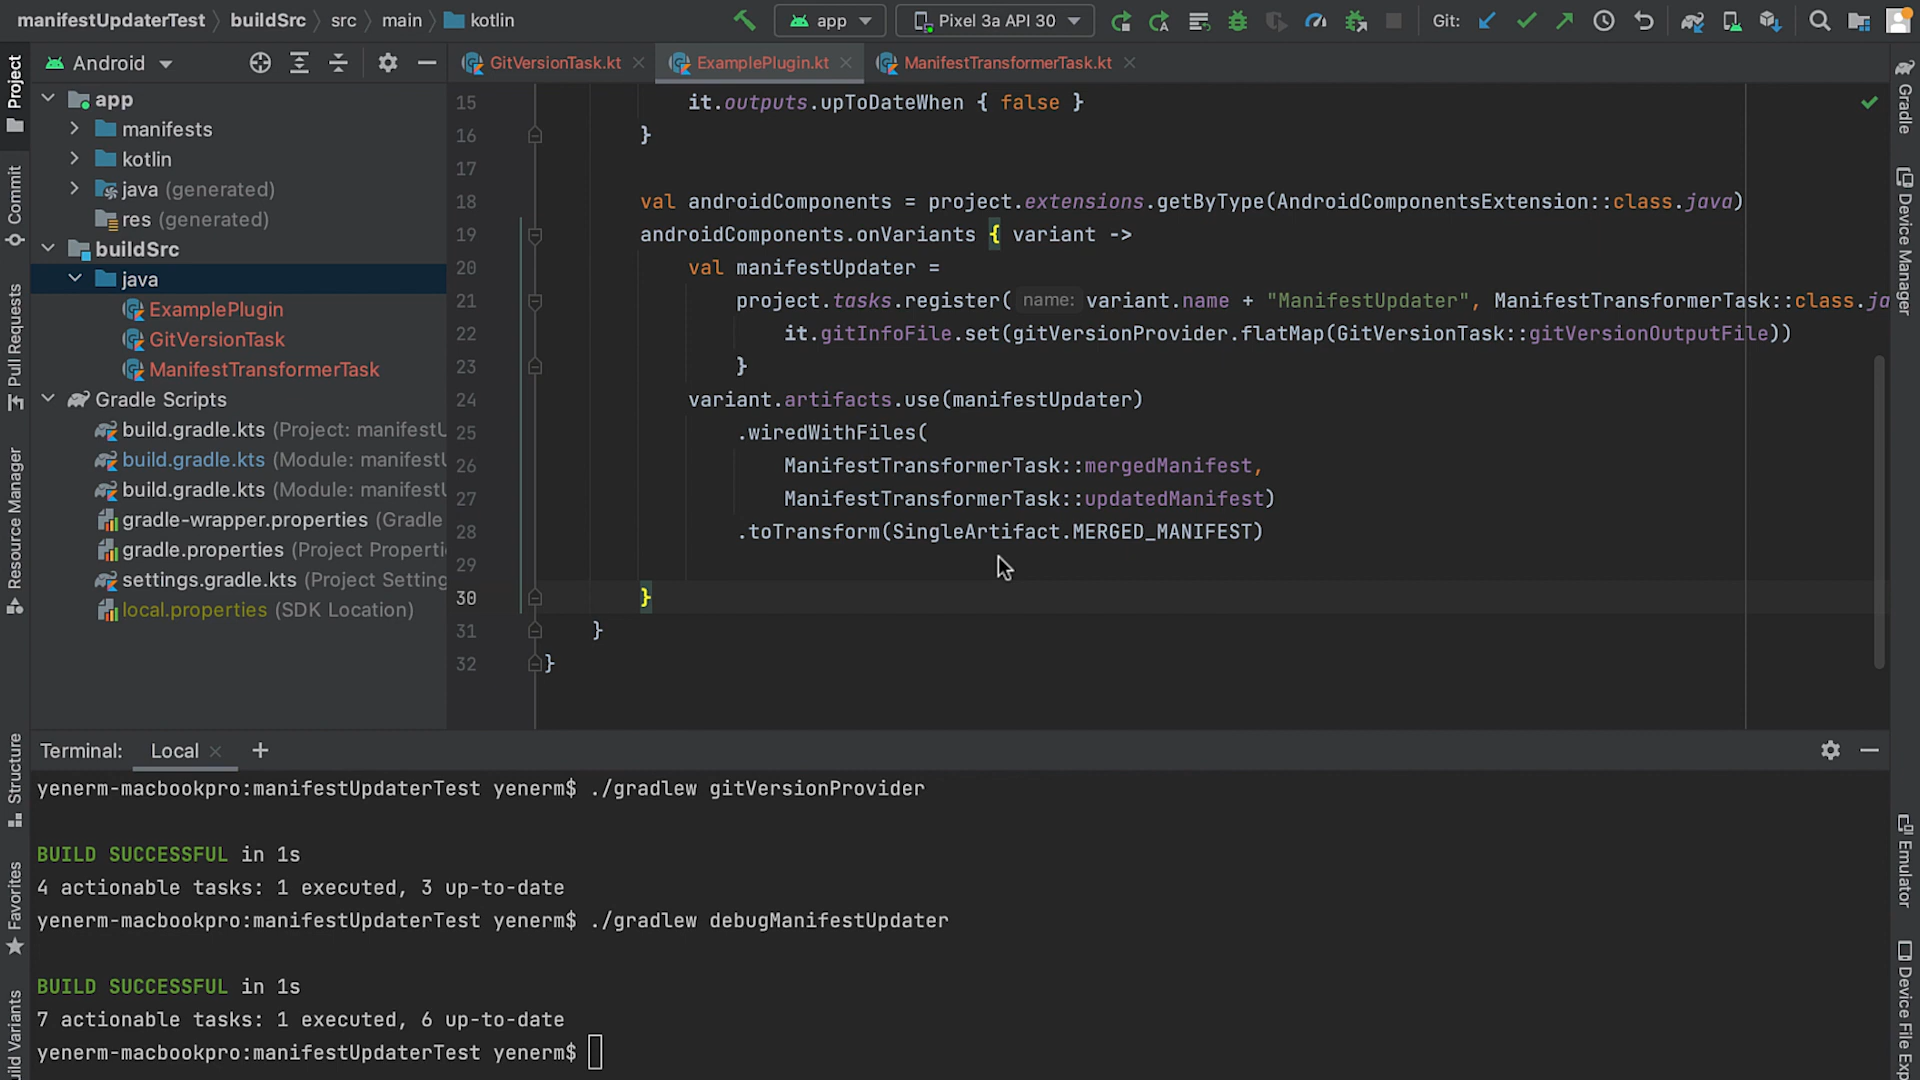 manifestUpdaterTest buildSrc src main kotlin app Pixel 3a API 30 Git:
Project
Commit
Pull Requests
Resource Manager
Structure
Favorites
uild Variants
Android
app
manifests
kotlin
java (generated)
res (generated)
buildSrc
java
ExamplePlugin
GitVersionTask
ManifestTransformerTask
Gradle Scripts
build.gradle.kts (Project: manifestU
build.gradle.kts (Module: manifestU
build.gradle.kts (Module: manifestU
gradle-wrapper.properties (Gradle
gradle.properties (Project Properti
settings.gradle.kts (Project Setting
local.properties (SDK Location)
GitVersionTask.kt ExamplePlugin.kt ManifestTransformerTask.kt
15 it.outputs.upToDateWhen { false }
16 }
17
18 val androidComponents = project.extensions.getByType(AndroidComponentsExtension::class.java)
19 androidComponents.onVariants { variant ->
20 val manifestUpdater =
21 project.tasks.register( name: variant.name + "ManifestUpdater", ManifestTransformerTask::class.ja
22 it.gitInfoFile.set(gitVersionProvider.flatMap(GitVersionTask::gitVersionOutputFile))
23 }
24 variant.artifacts.use(manifestUpdater)
25 .wiredWithFiles(
26 ManifestTransformerTask::mergedManifest,
27 ManifestTransformerTask::updatedManifest)
28 .toTransform(SingleArtifact.MERGED_MANIFEST)
29
30 }
31 }
32 }
Gradle
Device Manager
Emulator
Device File Exp
Terminal: Local
yenerm-macbookpro:manifestUpdaterTest yenerm$ ./gradlew gitVersionProvider
BUILD SUCCESSFUL in 1s
4 actionable tasks: 1 executed, 3 up-to-date
yenerm-macbookpro:manifestUpdaterTest yenerm$ ./gradlew debugManifestUpdater
BUILD SUCCESSFUL in 1s
7 actionable tasks: 1 executed, 6 up-to-date
yenerm-macbookpro:manifestUpdaterTest yenerm$